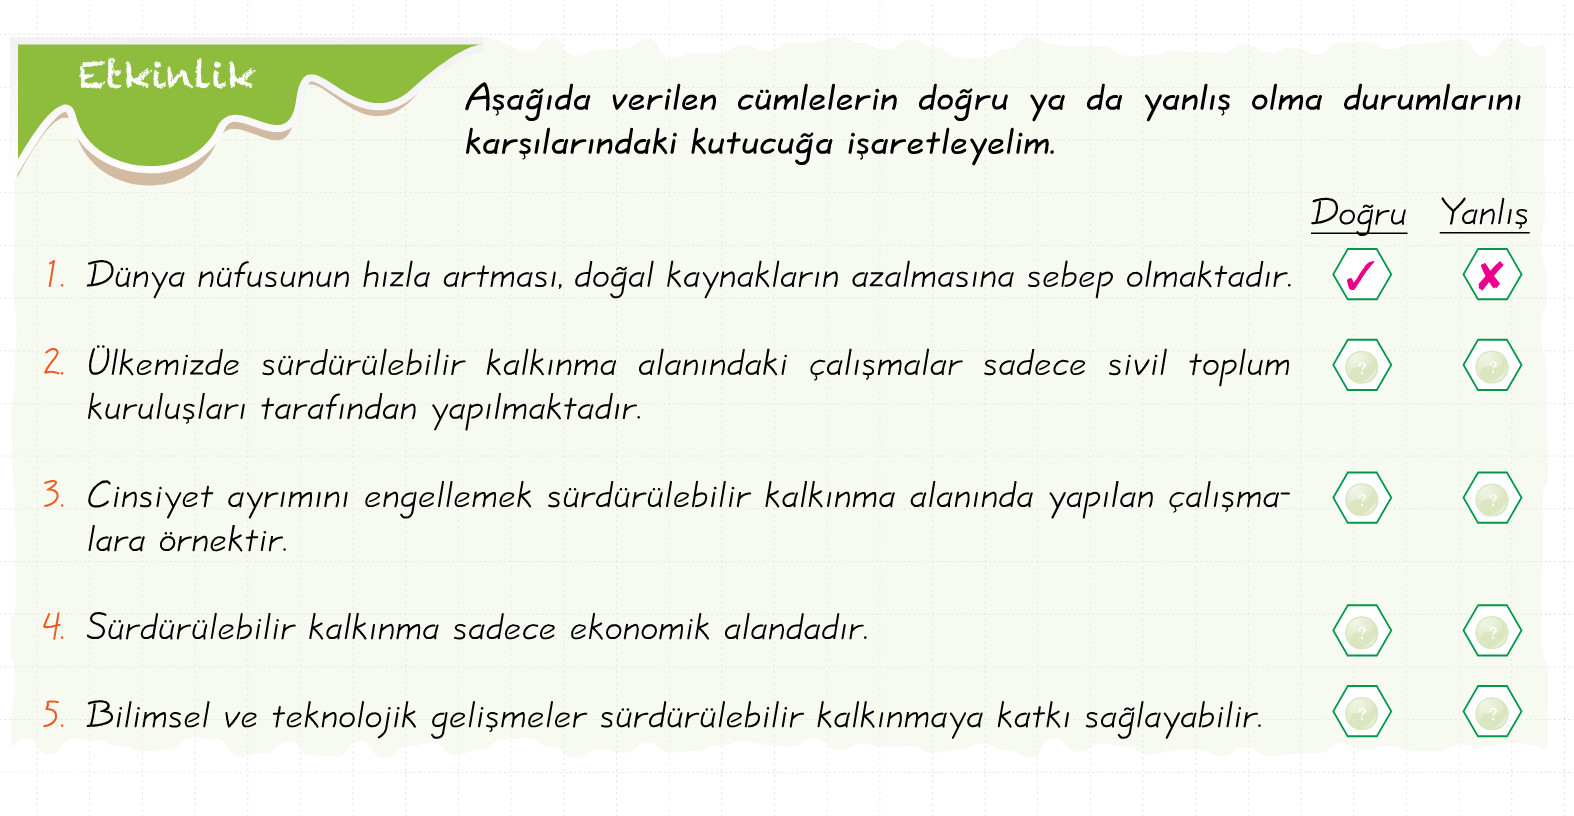 Etkinlik
Aşağıda verilen cümlelerin doğru ya da yanlış olma durumlarını
karşılarındaki kutucuğa işaretleyelim.
Doğru Yanlış
1. Dünya nüfusunun hızla artması, doğal kaynakların azalmasına sebep olmaktadır. ✓ ✘
2. Ülkemizde sürdürülebilir kalkınma alanındaki çalışmalar sadece sivil toplum ? ?
kuruluşları tarafından yapılmaktadır.
3. Cinsiyet ayrımını engellemek sürdürülebilir kalkınma alanında yapılan çalışma- ? ?
lara örnektir.
4. Sürdürülebilir kalkınma sadece ekonomik alandadır. ? ?
5. Bilimsel ve teknolojik gelişmeler sürdürülebilir kalkınmaya katkı sağlayabilir. ? ?